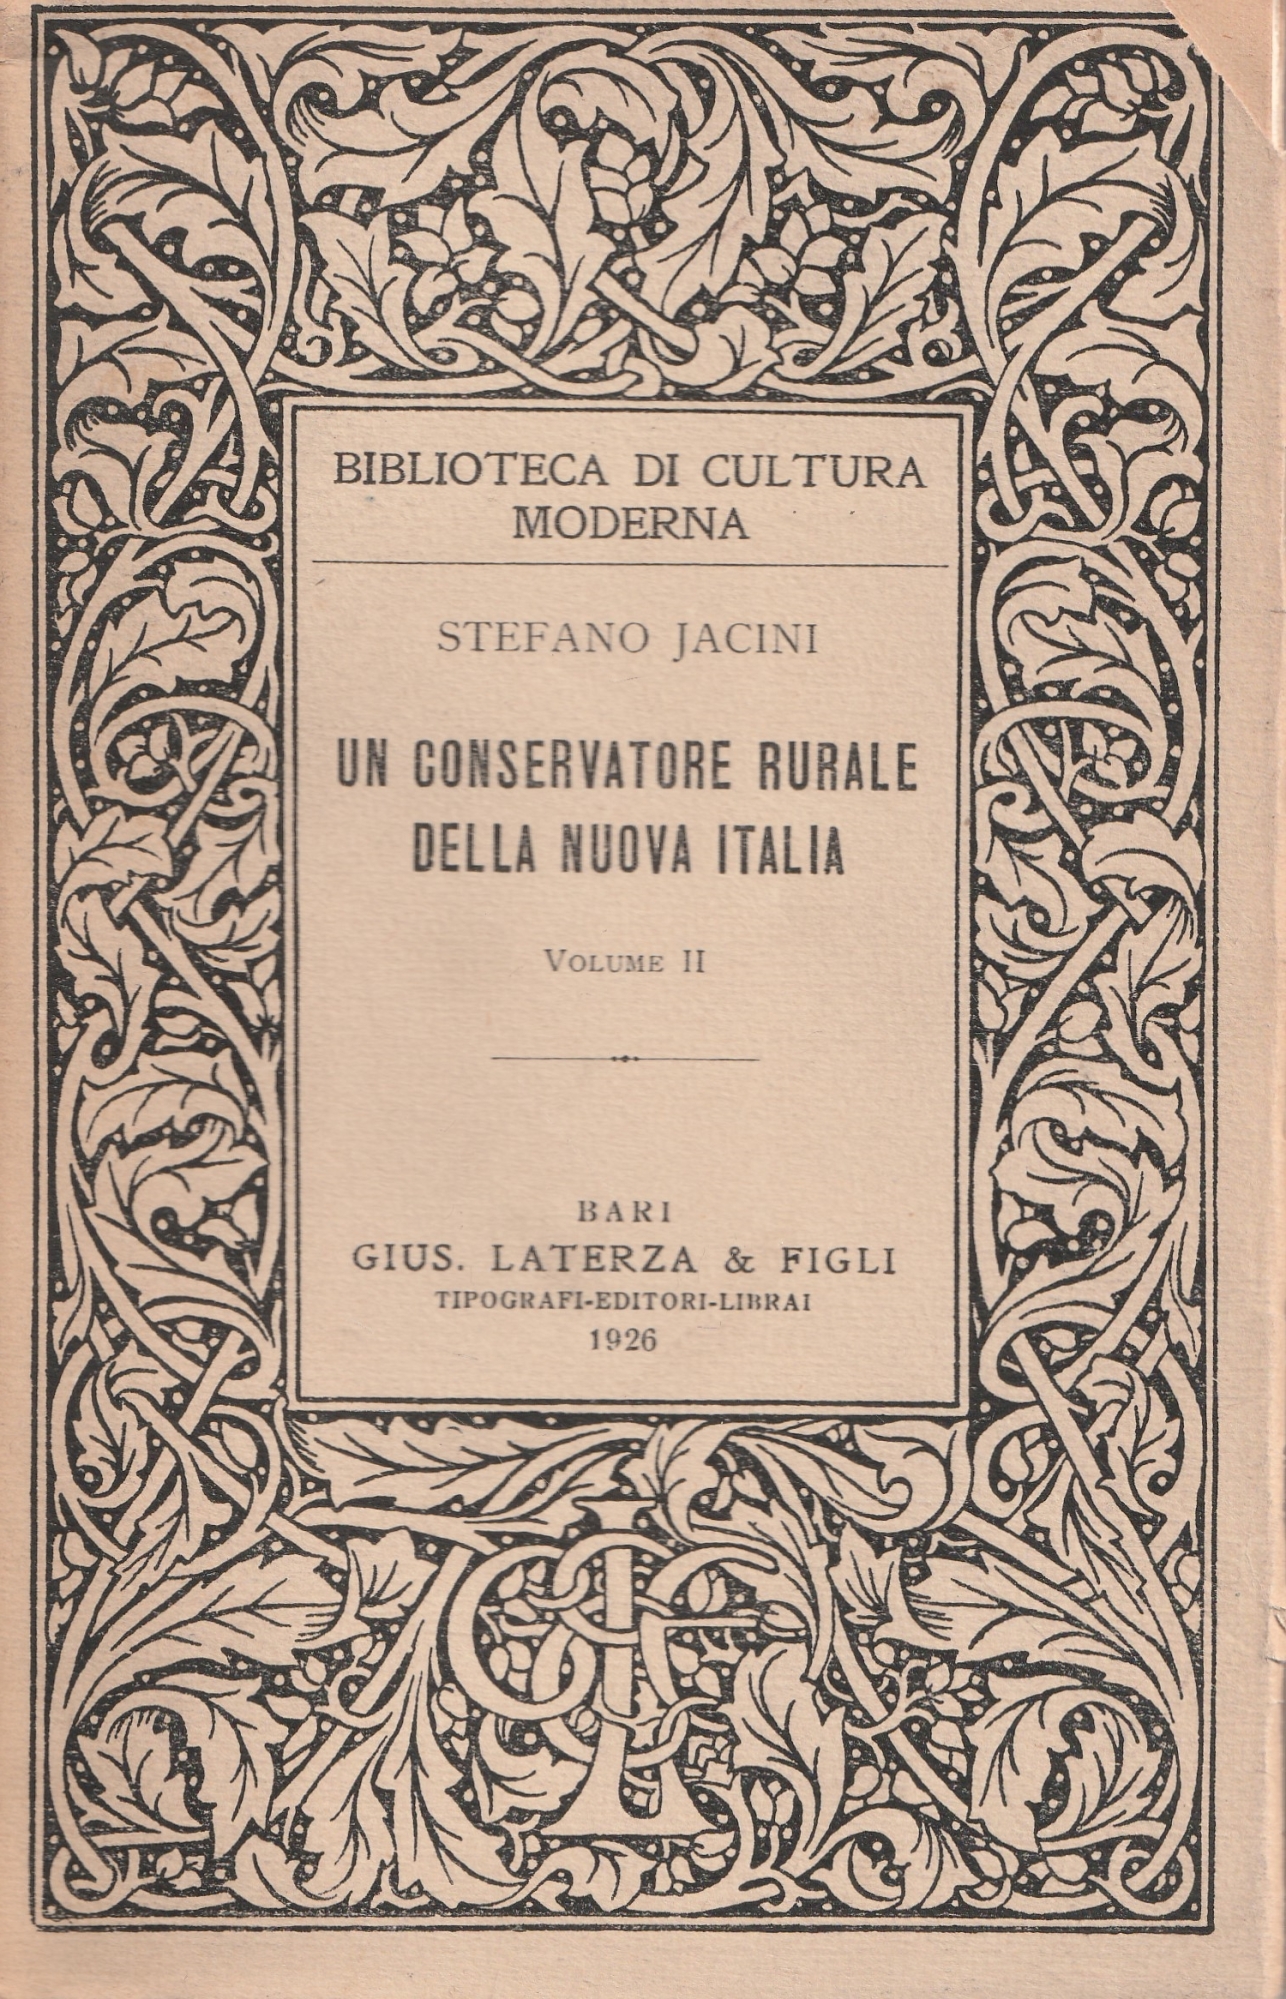 BIBLIOTECA DI CULTURA
MODERNA
STEFANO JACINI
UN CONSERVATORE RURALE
DELLA NUOVA ITALIA
VOLUME II
BARI
GIUS. LATERZA & FIGLI
TIPOGRAFI-EDITORI-LIBRAI
1926